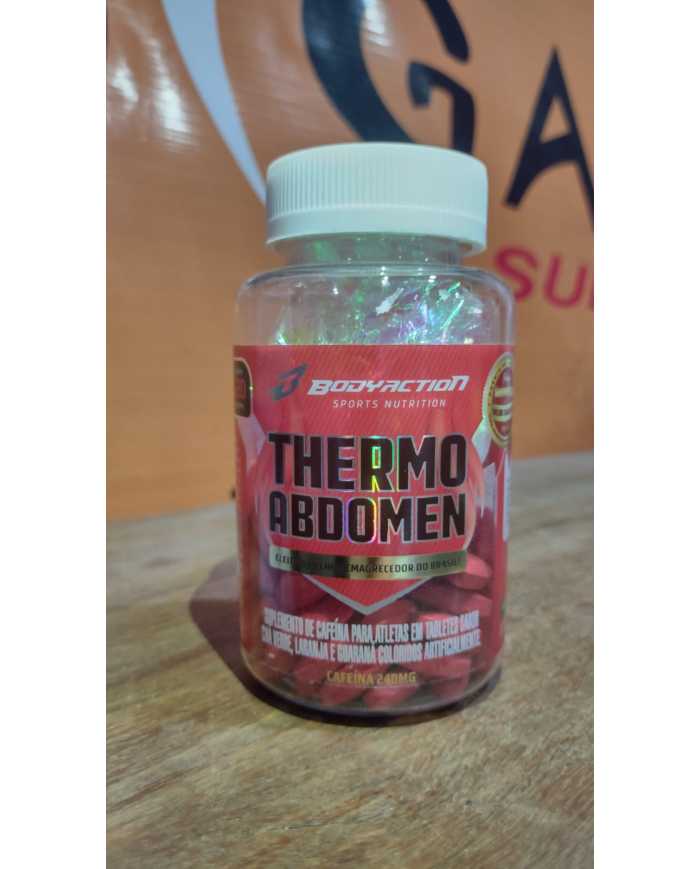 GA
SU
BODYACTION
SPORTS NUTRITION
THERMO
ABDOMEN
EMAGRECEDOR DO BRASIL
SUPLEMENTO DE CAFEÍNA PARA ATLETAS EM TABLETES SABOR
CHÁ VERDE, LARANJA E GUARANÁ COLORIDOS ARTIFICIALMENTE
CAFEÍNA 240MG